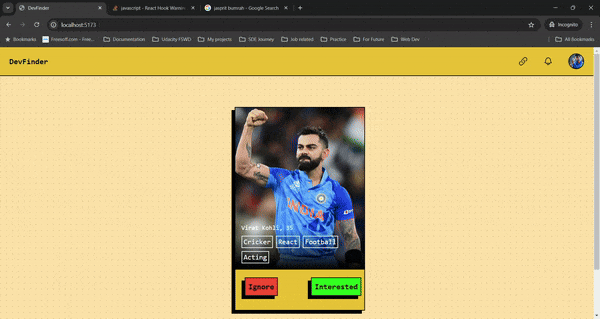 DevFinder
javascript - React Hook Warnin
jasprit bumrah - Google Search
localhost:5173
Incognito
Bookmarks
Freepsoft.com - Free...
Documentation
Udacity-FSWD
My projects
SDE Journey
Job related
Practice
For Future
Web Dev
All Bookmarks
DevFinder
INDIA
Virat Kohli, 35
Cricker
React
Football
Acting
Ignore
Interested